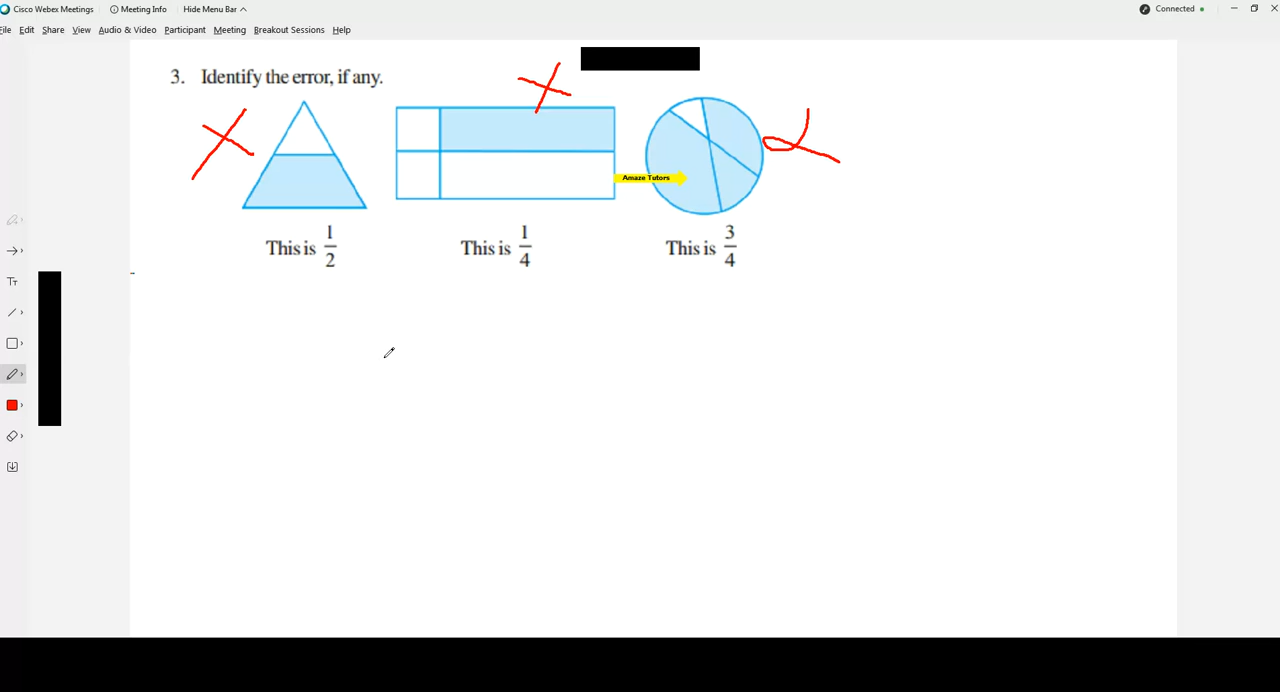 Cisco Webex Meetings Meeting Info Hide Menu Bar Connected
File Edit Share View Audio & Video Participant Meeting Breakout Sessions Help
3. Identify the error, if any.
Amaze Tutors
This is 1/2 This is 1/4 This is 3/4
Tт